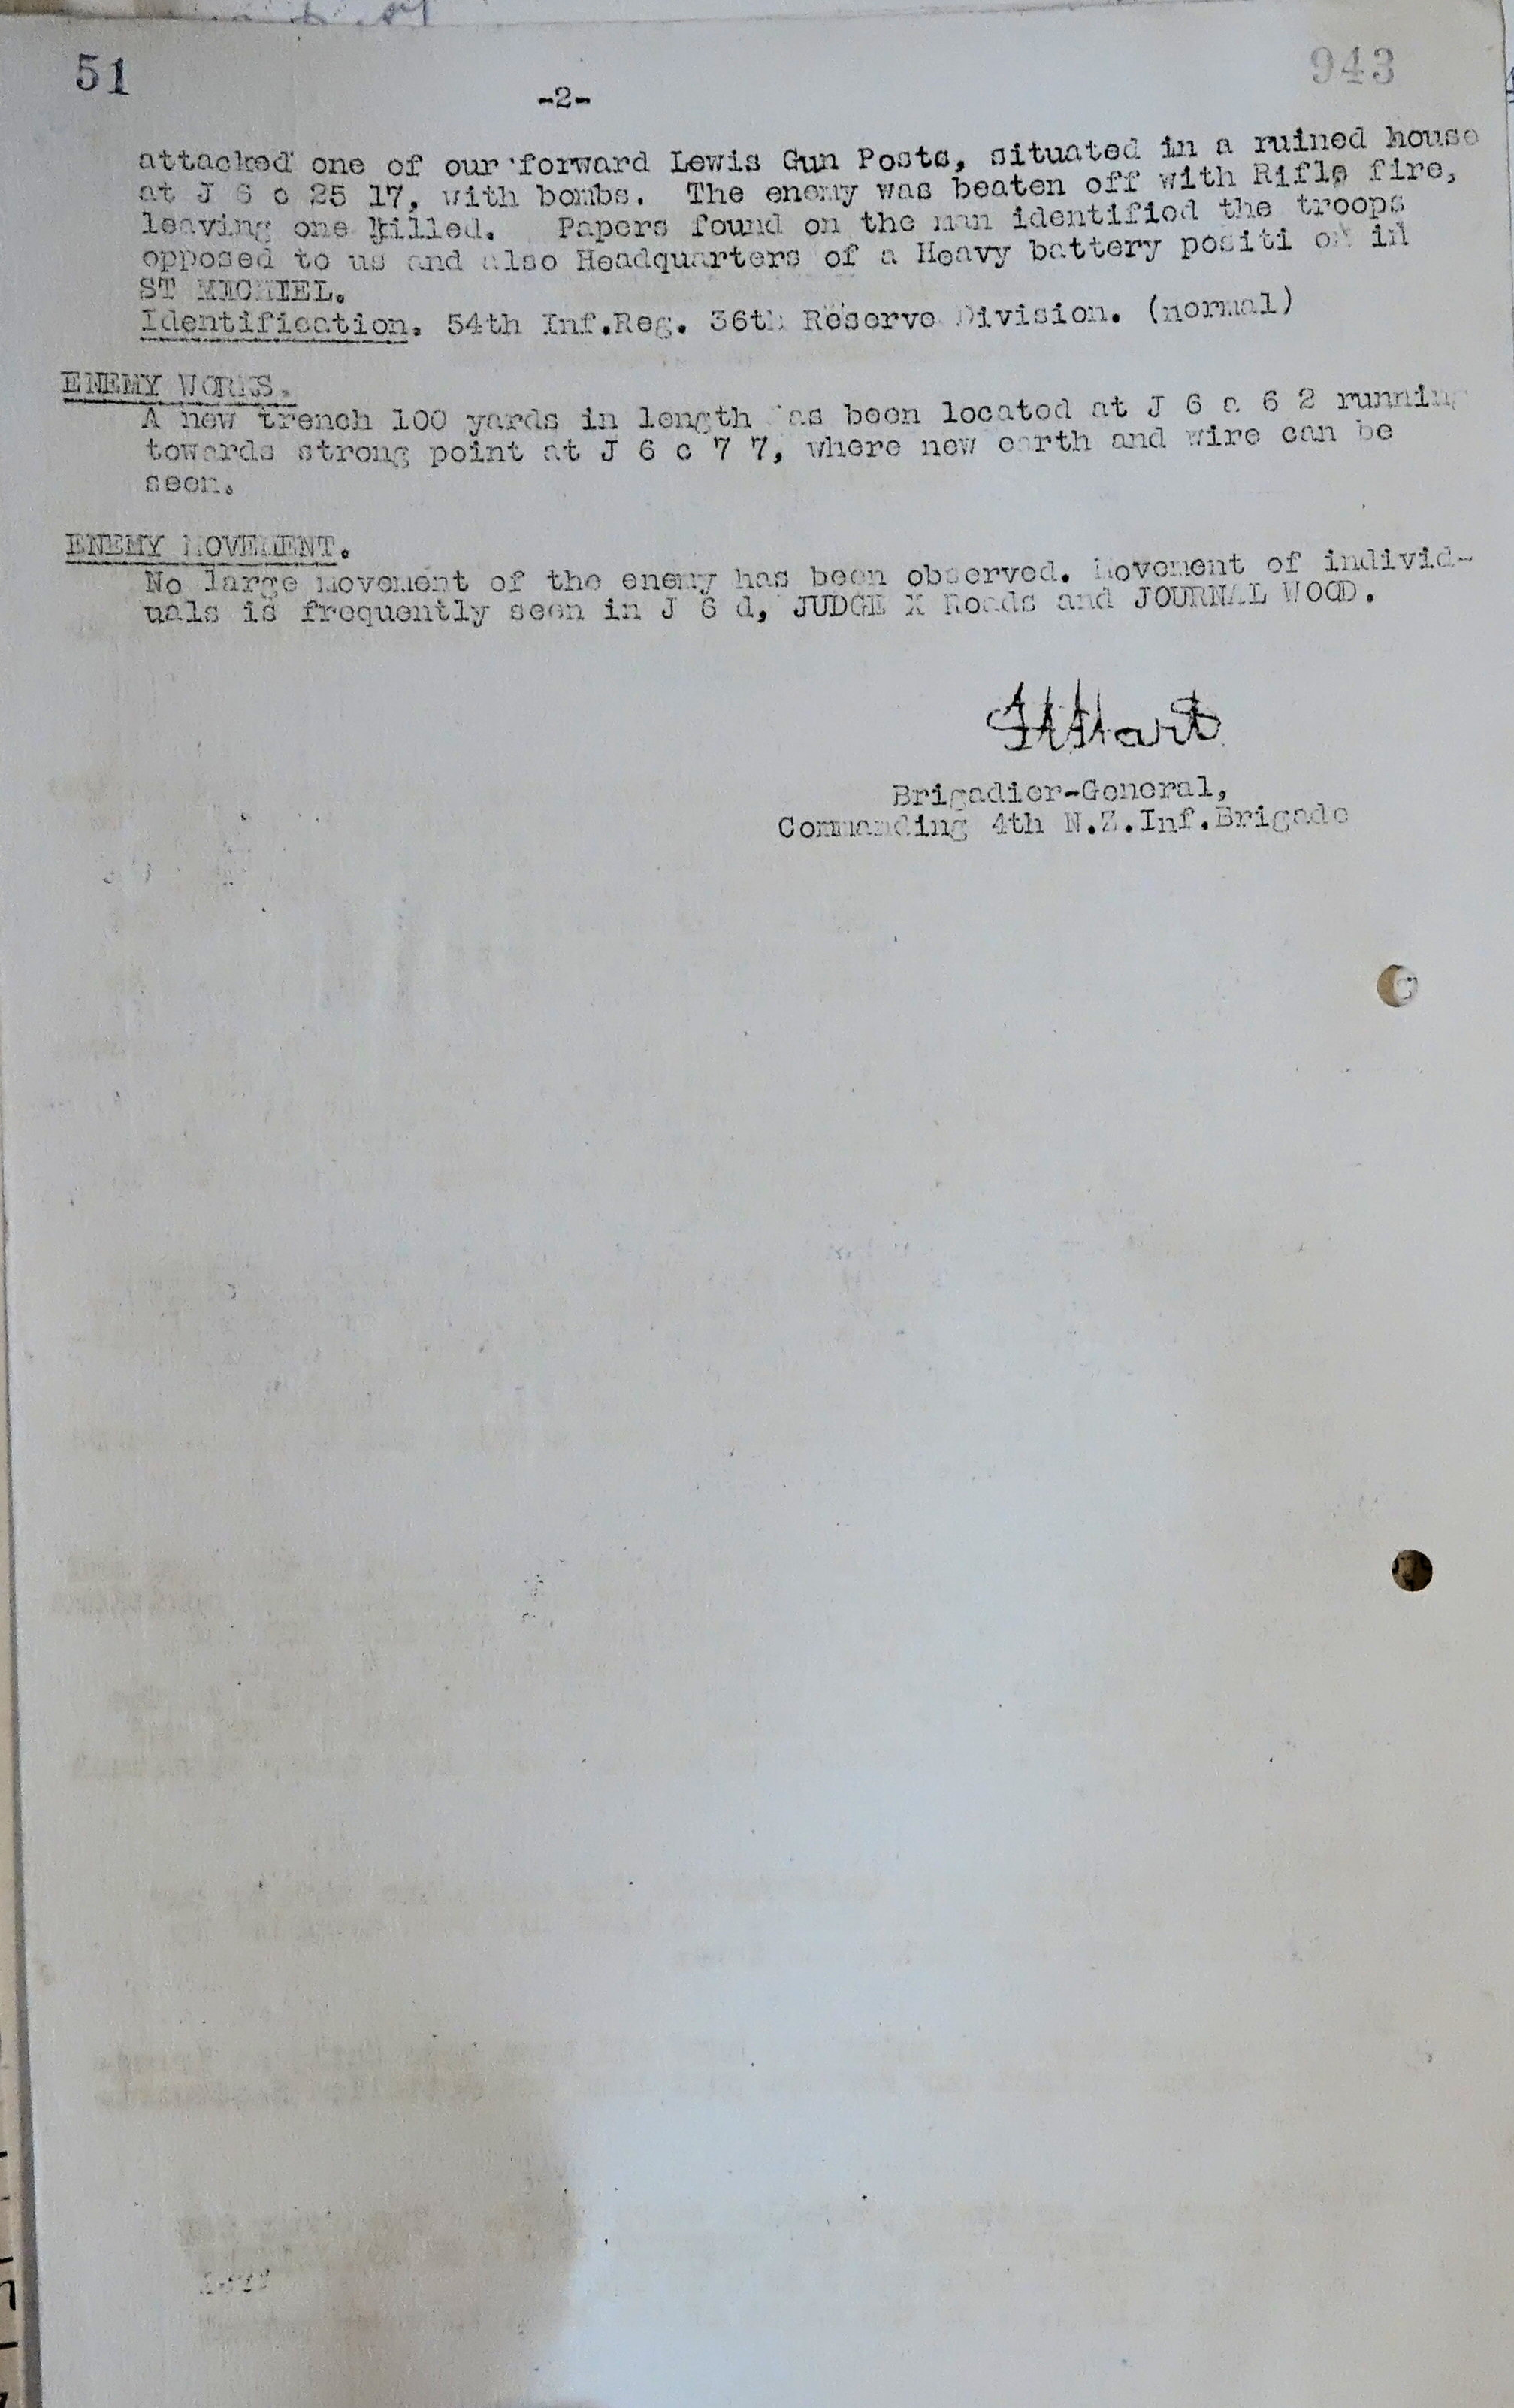 51
943
-2-
attacked one of our forward Lewis Gun Posts, situated in a ruined house
at J 6 c 25 17, with bombs. The enemy was beaten off with Rifle fire,
leaving one killed. Papers found on the man identified the troops
opposed to us and also Headquarters of a Heavy battery positi on in
ST MICHIEL.
Identification. 54th Inf.Reg. 36th Reserve Division. (normal)
ENEMY WORKS.
A new trench 100 yards in length has been located at J 6 a 6 2 running
towards strong point at J 6 c 7 7, where new earth and wire can be
seen.
ENEMY MOVEMENT.
No large movement of the enemy has been observed. Movement of individ-
uals is frequently seen in J 6 d, JUDGE X Roads and JOURNAL WOOD.
HHart
Brigadier-General,
Commanding 4th N.Z.Inf.Brigade